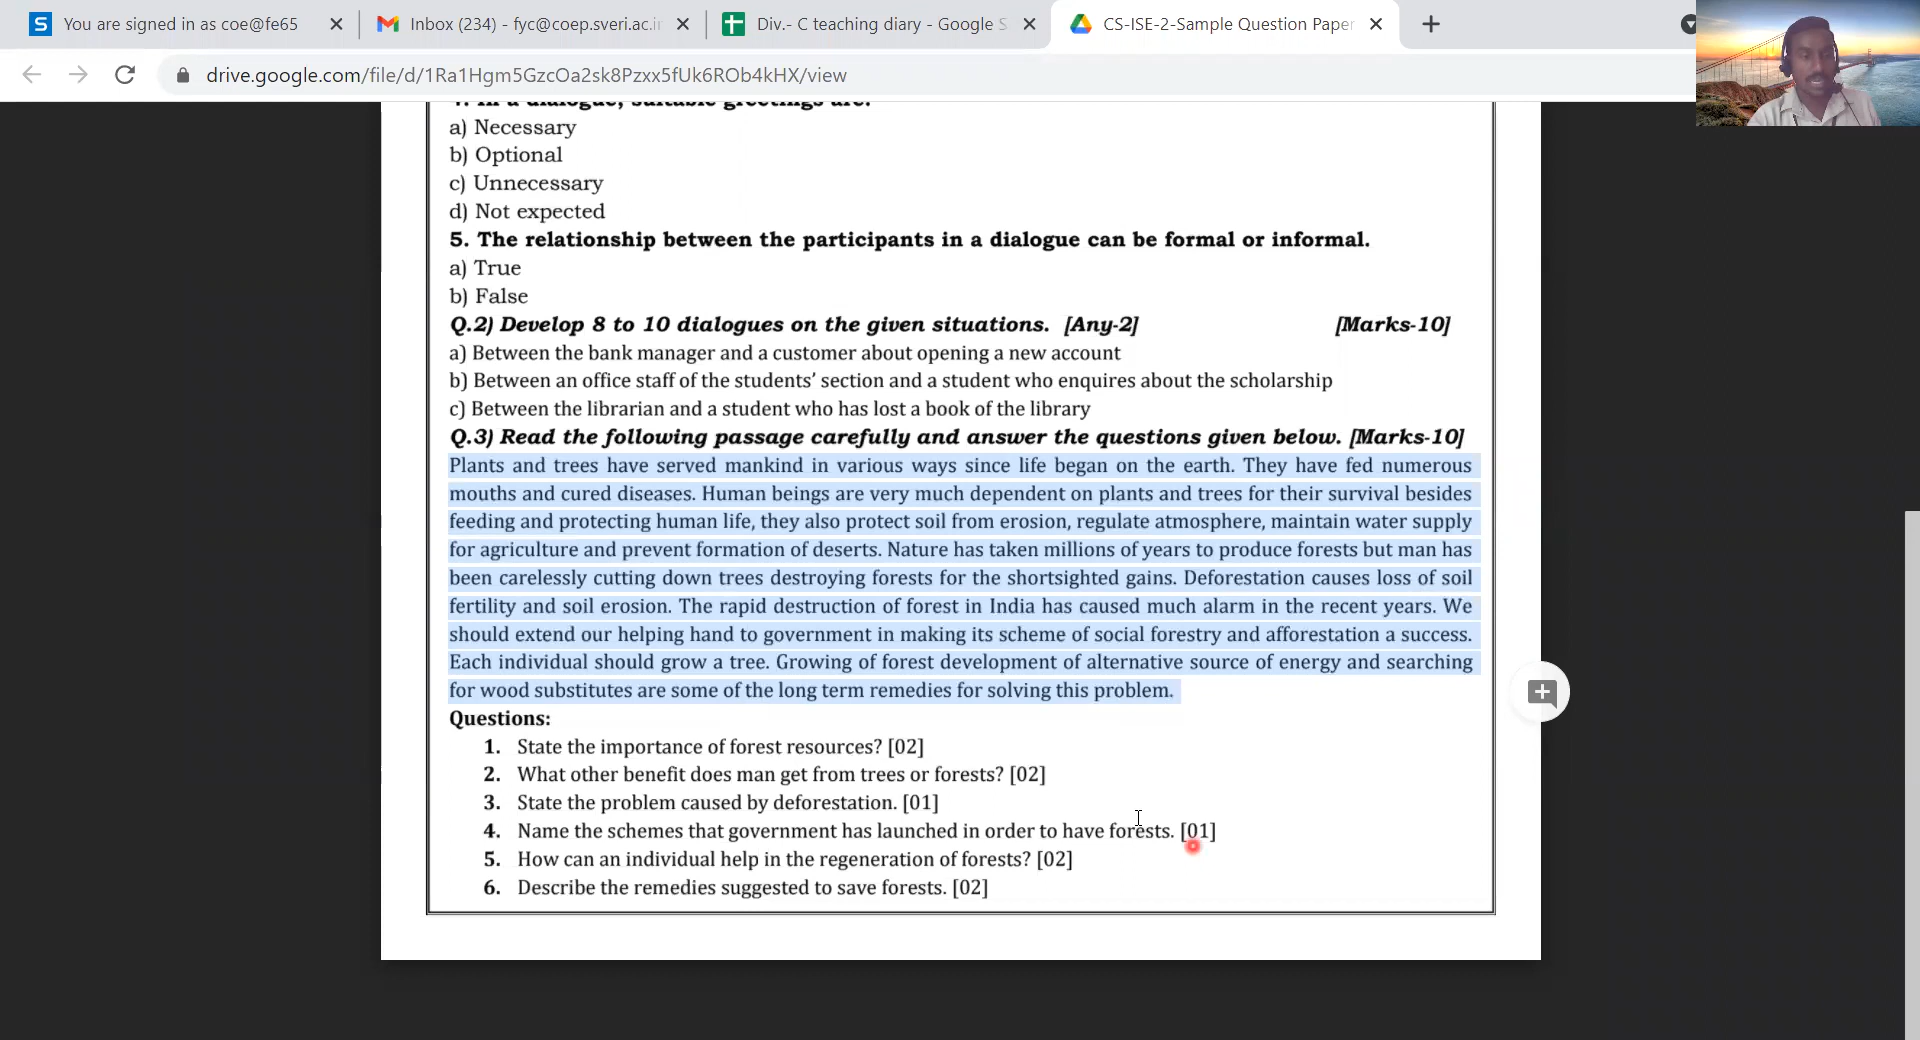 You are signed in as coe@fe65
Inbox (234) - fyc@coep.sveri.ac.i
Div.- C teaching diary - Google S
CS-ISE-2-Sample Question Paper
drive.google.com/file/d/1Ra1Hgm5GzcOa2sk8Pzxx5fUk6ROb4kHX/view
4. In a dialogue, suitable greetings are:
a) Necessary
b) Optional
c) Unnecessary
d) Not expected
5. The relationship between the participants in a dialogue can be formal or informal.
a) True
b) False
Q.2) Develop 8 to 10 dialogues on the given situations. [Any-2] [Marks-10]
a) Between the bank manager and a customer about opening a new account
b) Between an office staff of the students’ section and a student who enquires about the scholarship
c) Between the librarian and a student who has lost a book of the library
Q.3) Read the following passage carefully and answer the questions given below. [Marks-10]
Plants and trees have served mankind in various ways since life began on the earth. They have fed numerous
mouths and cured diseases. Human beings are very much dependent on plants and trees for their survival besides
feeding and protecting human life, they also protect soil from erosion, regulate atmosphere, maintain water supply
for agriculture and prevent formation of deserts. Nature has taken millions of years to produce forests but man has
been carelessly cutting down trees destroying forests for the shortsighted gains. Deforestation causes loss of soil
fertility and soil erosion. The rapid destruction of forest in India has caused much alarm in the recent years. We
should extend our helping hand to government in making its scheme of social forestry and afforestation a success.
Each individual should grow a tree. Growing of forest development of alternative source of energy and searching
for wood substitutes are some of the long term remedies for solving this problem.
Questions:
1. State the importance of forest resources? [02]
2. What other benefit does man get from trees or forests? [02]
3. State the problem caused by deforestation. [01]
4. Name the schemes that government has launched in order to have forests. [01]
5. How can an individual help in the regeneration of forests? [02]
6. Describe the remedies suggested to save forests. [02]